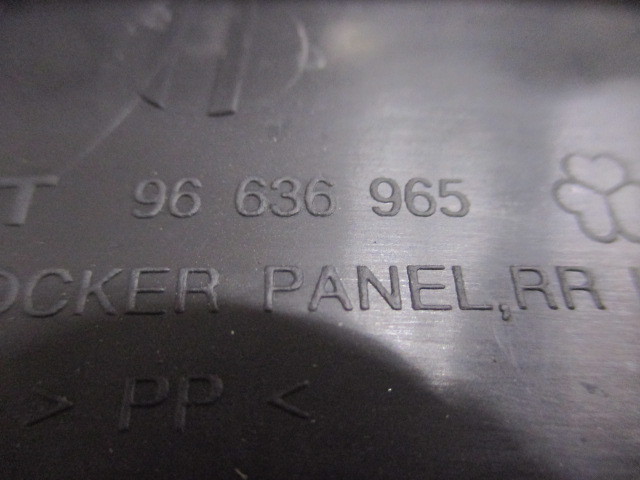 T 96 636 965
OCKER PANEL,RR
> PP <